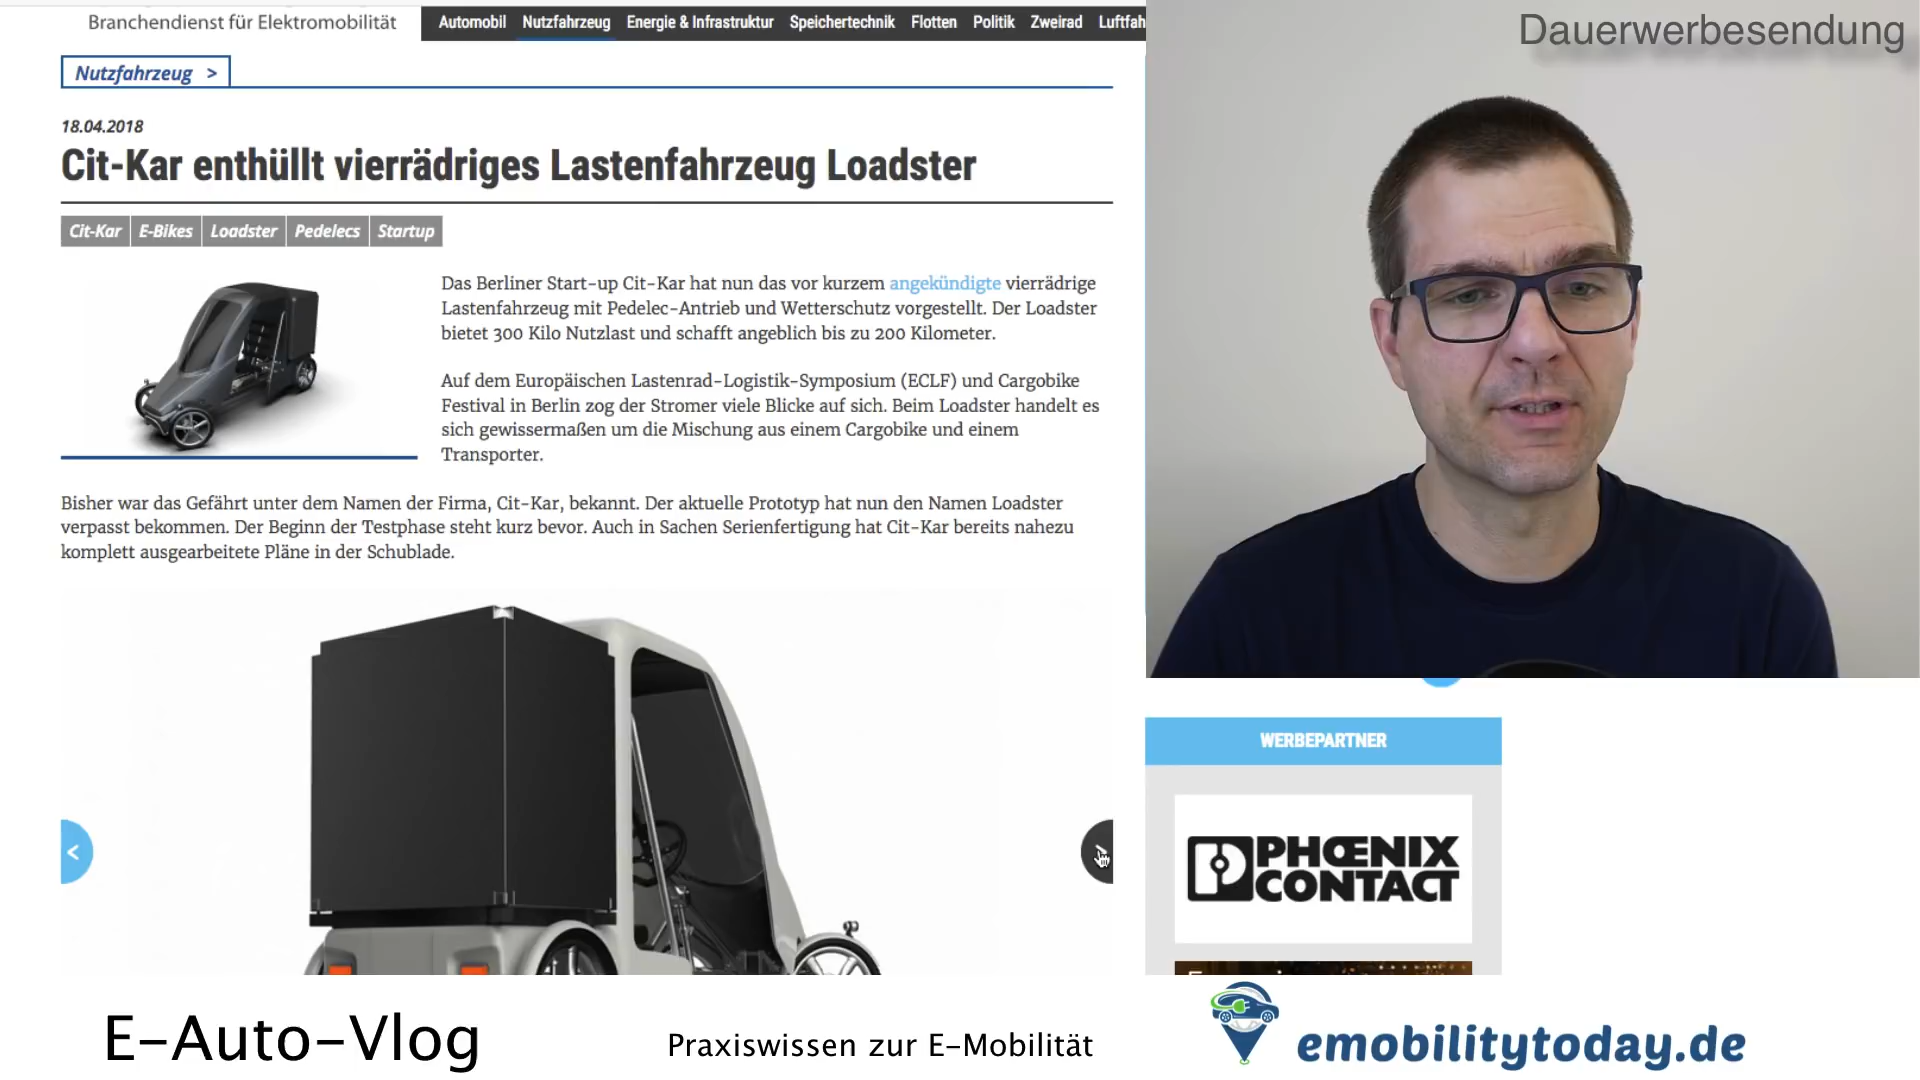 Branchendienst für Elektromobilität
Automobil Nutzfahrzeug Energie & Infrastruktur Speichertechnik Flotten Politik Zweirad Luftfah
Dauerwerbesendung
Nutzfahrzeug >
18.04.2018
Cit-Kar enthüllt vierrädriges Lastenfahrzeug Loadster
Cit-Kar E-Bikes Loadster Pedelecs Startup
Das Berliner Start-up Cit-Kar hat nun das vor kurzem angekündigte vierrädrige
Lastenfahrzeug mit Pedelec-Antrieb und Wetterschutz vorgestellt. Der Loadster
bietet 300 Kilo Nutzlast und schafft angeblich bis zu 200 Kilometer.
Auf dem Europäischen Lastenrad-Logistik-Symposium (ECLF) und Cargobike
Festival in Berlin zog der Stromer viele Blicke auf sich. Beim Loadster handelt es
sich gewissermaßen um die Mischung aus einem Cargobike und einem
Transporter.
Bisher war das Gefährt unter dem Namen der Firma, Cit-Kar, bekannt. Der aktuelle Prototyp hat nun den Namen Loadster
verpasst bekommen. Der Beginn der Testphase steht kurz bevor. Auch in Sachen Serienfertigung hat Cit-Kar bereits nahezu
komplett ausgearbeitete Pläne in der Schublade.
<
>
WERBEPARTNER
PHŒNIX
CONTACT
E-Auto-Vlog
Praxiswissen zur E-Mobilität
emobilitytoday.de